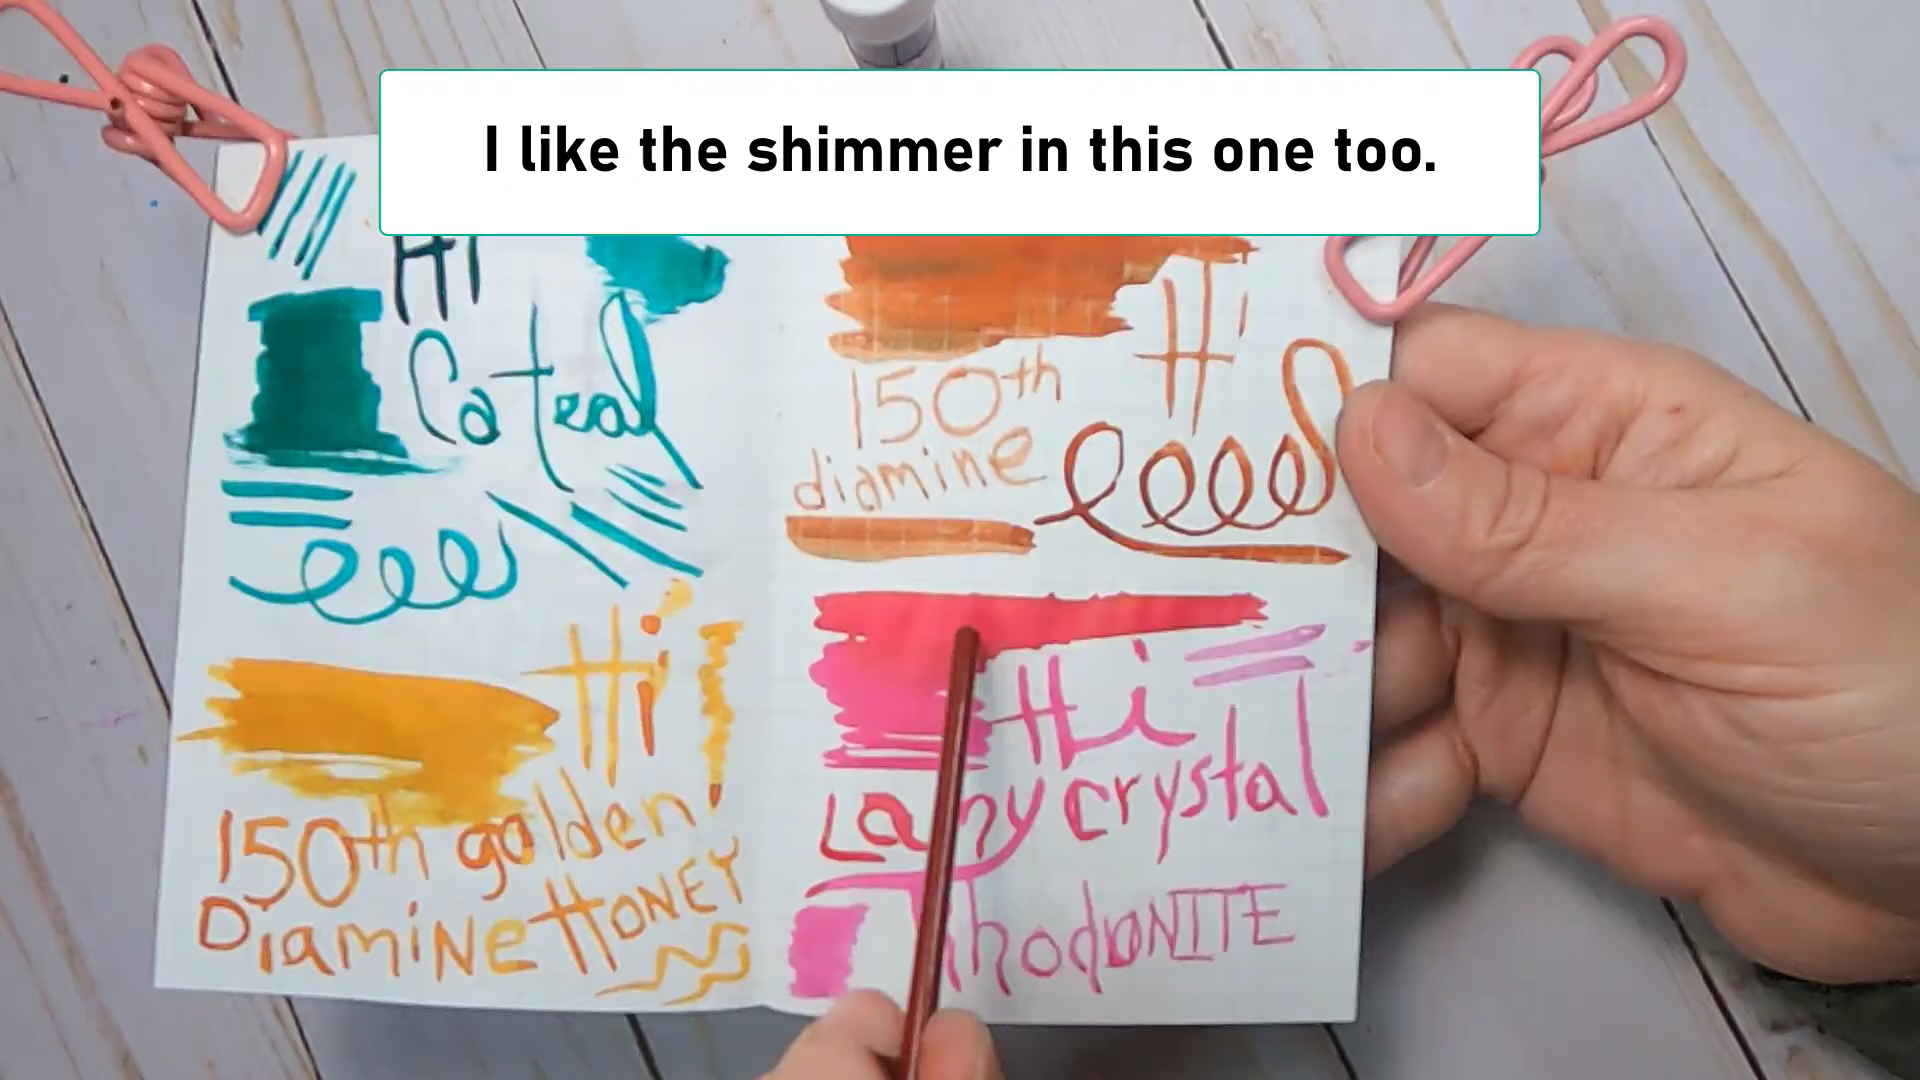 I like the shimmer in this one too.
Hi
Ca teal
Hi
150th
diamine
Hi
150th golden
Diamine HONEY
Hi
Lamy crystal
rhodONITE